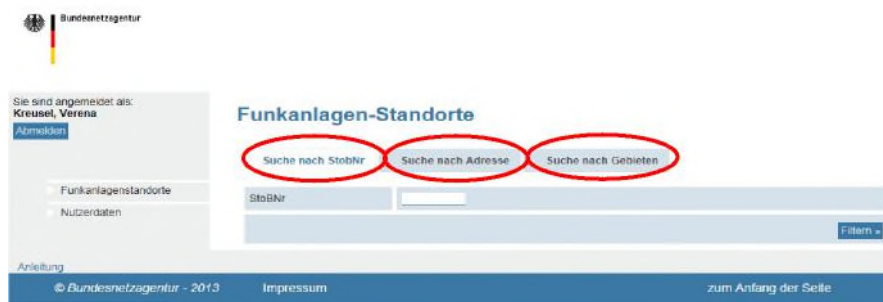 Bundesnetzagentur
Sie sind angemeldet als:
Kreusel, Verena
Abmelden
Funkanlagen-Standorte
Suche nach StobNr
Suche nach Adresse
Suche nach Gebieten
Funkanlagenstandorte
Nutzerdaten
StoBNr
Filtern »
Anleitung
© Bundesnetzagentur - 2013 Impressum zum Anfang der Seite